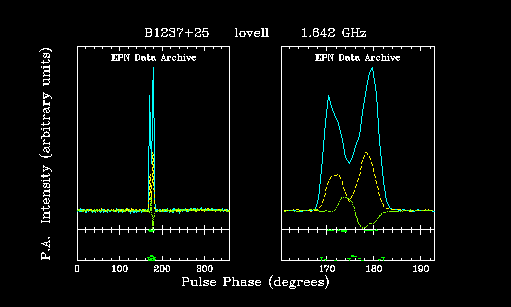 B1237+25 lovell 1.642 GHz
EPN Data Archive EPN Data Archive
P.A. Intensity (arbitrary units)
0 100 200 300 170 180 190
Pulse Phase (degrees)